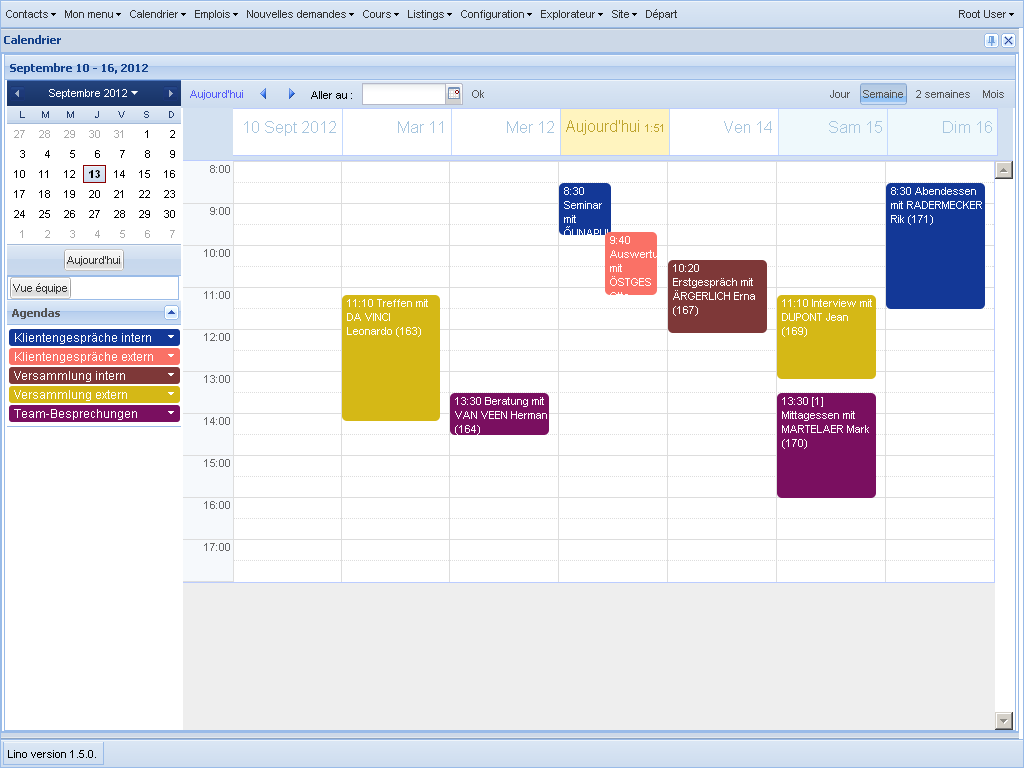 Contacts Mon menu Calendrier Emplois Nouvelles demandes Cours Listings Configuration Explorateur Site Départ Root User
Calendrier
Septembre 10 - 16, 2012
Septembre 2012
L M M J V S D
27 28 29 30 31 1 2
3 4 5 6 7 8 9
10 11 12 13 14 15 16
17 18 19 20 21 22 23
24 25 26 27 28 29 30
1 2 3 4 5 6 7
Aujourd'hui
Vue équipe
Agendas
Klientengespräche intern
Klientengespräche extern
Versammlung intern
Versammlung extern
Team-Besprechungen
Aujourd'hui Aller au : Ok Jour Semaine 2 semaines Mois
10 Sept 2012 Mar 11 Mer 12 Aujourd'hui 1:51 Ven 14 Sam 15 Dim 16
8:00
9:00
10:00
11:00
12:00
13:00
14:00
15:00
16:00
17:00
11:10 Treffen mit
DA VINCI
Leonardo (163)
13:30 Beratung mit
VAN VEEN Herman
(164)
8:30
Seminar
mit
9:40
Auswertu
mit
ÖSTGES
10:20
Erstgespräch mit
ÄRGERLICH Erna
(167)
11:10 Interview mit
DUPONT Jean
(169)
13:30 [1]
Mittagessen mit
MARTELAER Mark
(170)
8:30 Abendessen
mit RADERMECKER
Rik (171)
Lino version 1.5.0.